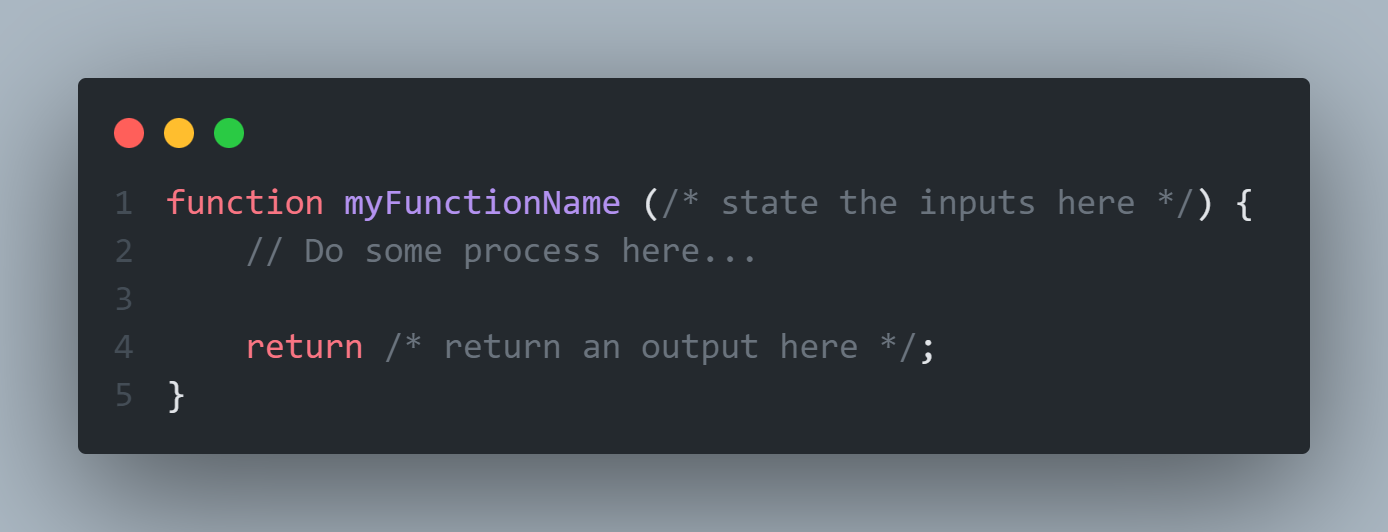 1 function myFunctionName (/* state the inputs here */) {
2     // Do some process here...
3
4     return /* return an output here */;
5 }